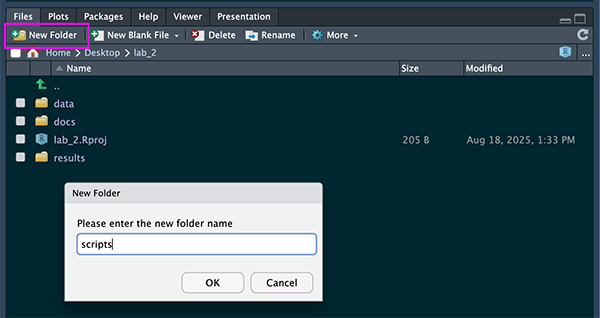 Files Plots Packages Help Viewer Presentation
New Folder New Blank File Delete Rename More
Home Desktop lab_2 ...
Name Size Modified
..
data
docs
lab_2.Rproj 205 B Aug 18, 2025, 1:33 PM
results
New Folder
Please enter the new folder name
scripts
OK Cancel